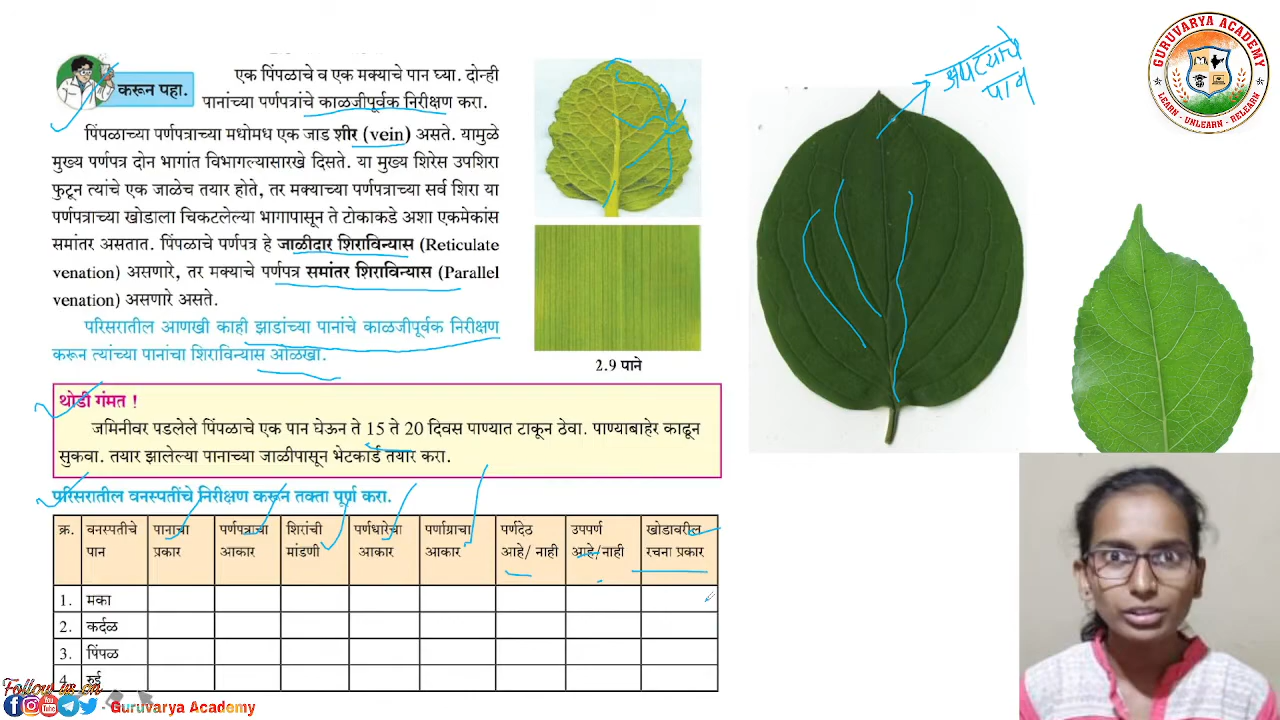 करून पहा.
एक पिंपळाचे व एक मक्याचे पान घ्या. दोन्ही
पानांच्या पर्णपत्रांचे काळजीपूर्वक निरीक्षण करा.
पिंपळाच्या पर्णपत्राच्या मधोमध एक जाड शीर (vein) असते. यामुळे
मुख्य पर्णपत्र दोन भागांत विभागल्यासारखे दिसते. या मुख्य शिरेस उपशिरा
फुटून त्यांचे एक जाळेच तयार होते, तर मक्याच्या पर्णपत्राच्या सर्व शिरा या
पर्णपत्राच्या खोडाला चिकटलेल्या भागापासून ते टोकाकडे अशा एकमेकांस
समांतर असतात. पिंपळाचे पर्णपत्र हे जाळीदार शिराविन्यास (Reticulate
venation) असणारे, तर मक्याचे पर्णपत्र समांतर शिराविन्यास (Parallel
venation) असणारे असते.
परिसरातील आणखी काही झाडांच्या पानांचे काळजीपूर्वक निरीक्षण
करून त्यांच्या पानांचा शिराविन्यास ओळखा.
2.9 पाने
आपट्याचे
पान
GURUVARYA ACADEMY
LEARN - UNLEARN - RELEARN
थोडी गंमत !
जमिनीवर पडलेले पिंपळाचे एक पान घेऊन ते 15 ते 20 दिवस पाण्यात टाकून ठेवा. पाण्याबाहेर काढून
सुकवा. तयार झालेल्या पानाच्या जाळीपासून भेटकार्ड तयार करा.
परिसरातील वनस्पतींचे निरीक्षण करून तक्ता पूर्ण करा.
क्र. वनस्पतीचे पानाचा पर्णपत्राचा शिरांची पर्णधारेचा पर्णाग्राचा पर्णदेठ उपपर्ण खोडावरील
पान प्रकार आकार मांडणी आकार आकार आहे/ नाही आहे/नाही रचना प्रकार
1. मका
2. कर्दळ
3. पिंपळ
4. रुई
Follow us on
Guruvarya Academy